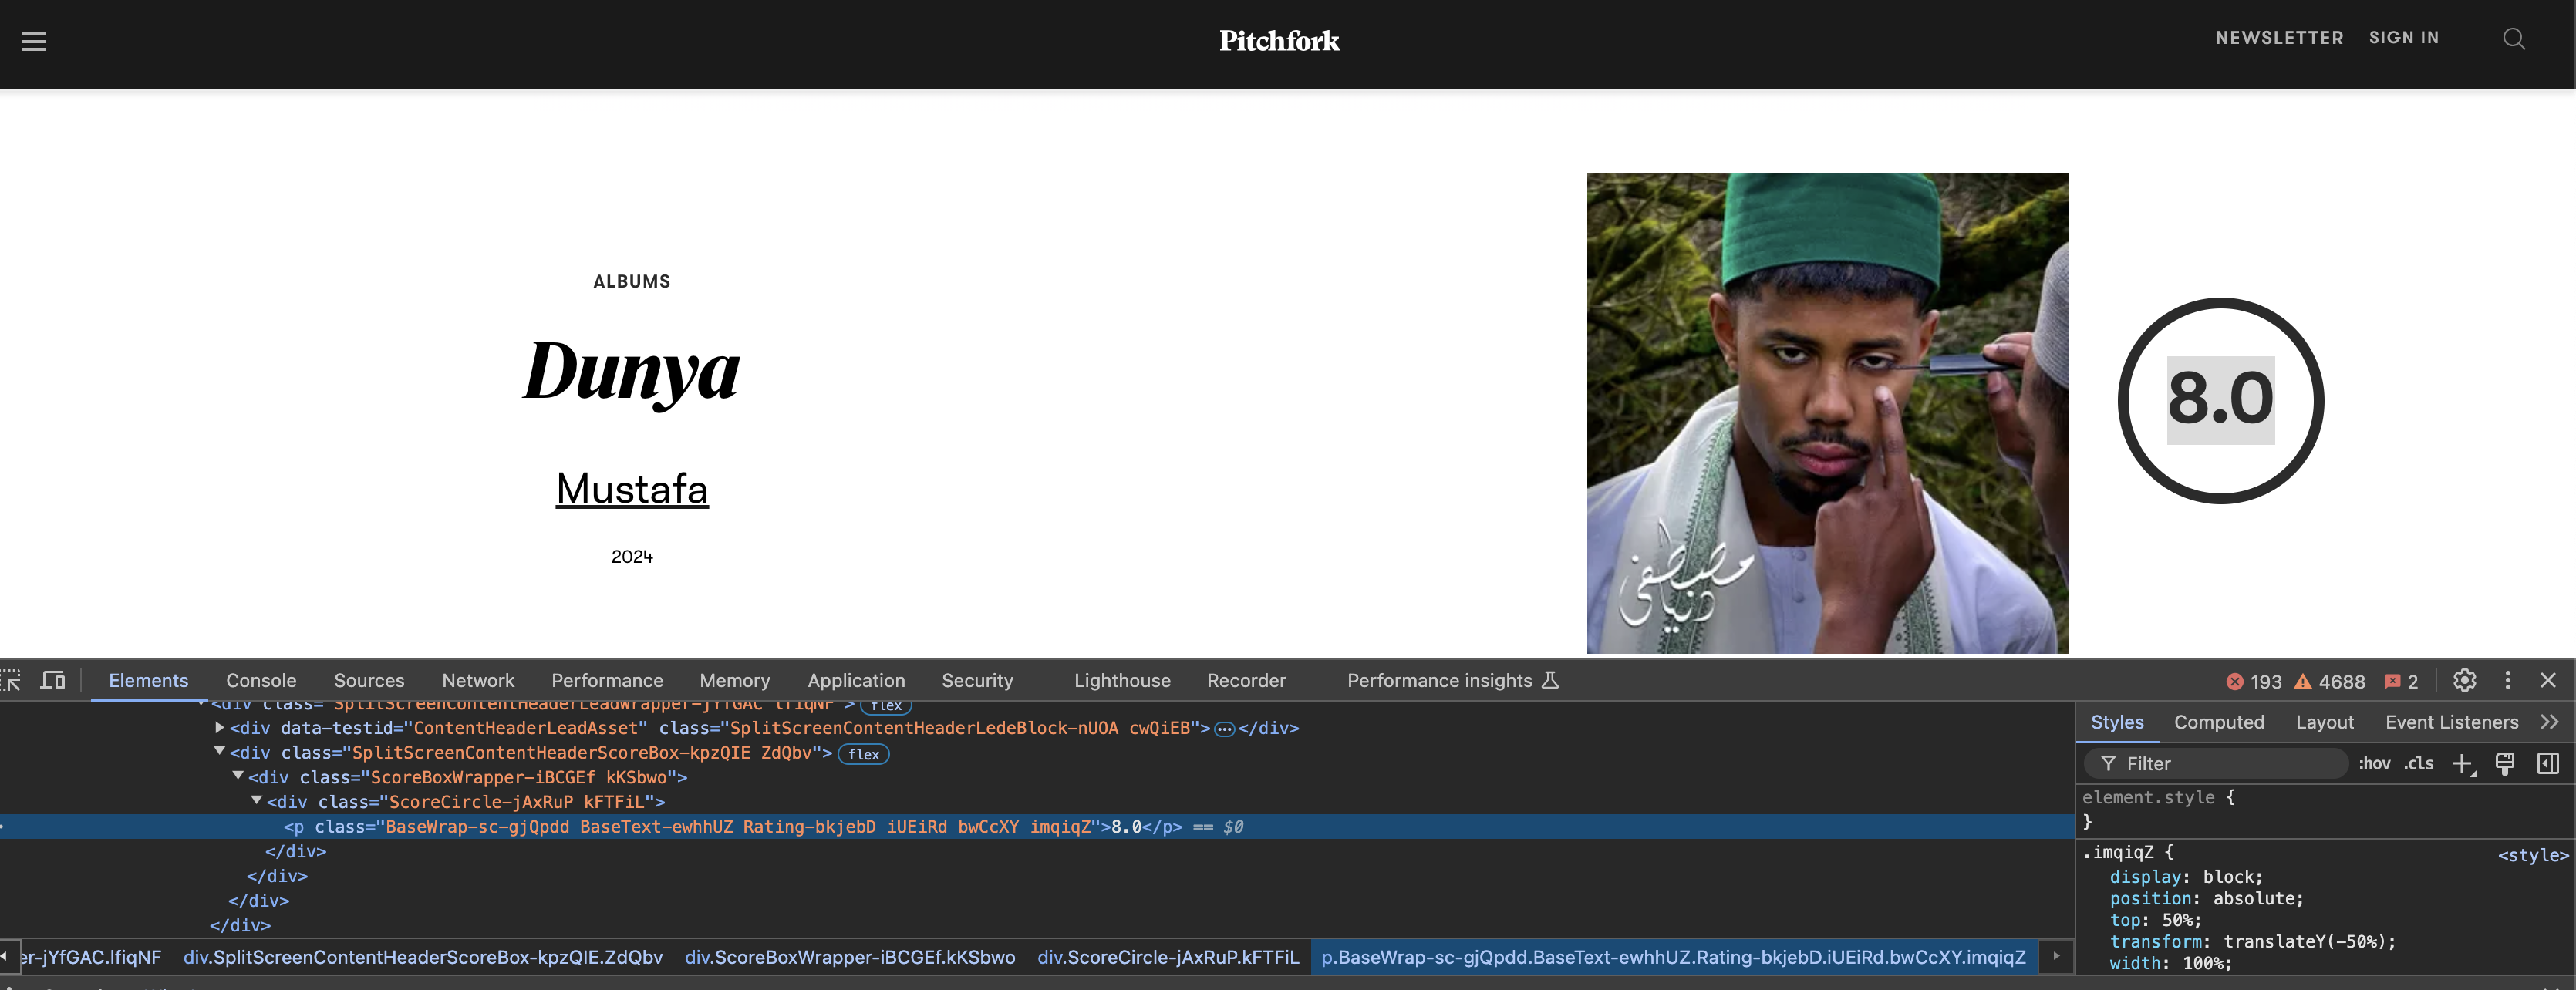 Pitchfork
NEWSLETTER SIGN IN
ALBUMS
Dunya
Mustafa
2024
مصطفى
دنيا
8.0
Elements Console Sources Network Performance Memory Application Security Lighthouse Recorder Performance insights 193 4688 2
<div class="SplitScreenContentHeaderLeadWrapper-jYfGAC lfiqNF">flex
<div data-testid="ContentHeaderLeadAsset" class="SplitScreenContentHeaderLedeBlock-nUOA cwQiEB">…</div>
<div class="SplitScreenContentHeaderScoreBox-kpzQIE ZdQbv">flex
<div class="ScoreBoxWrapper-iBCGEf kKSbwo">
<div class="ScoreCircle-jAxRuP kFTFiL">
<p class="BaseWrap-sc-gjQpdd BaseText-ewhhUZ Rating-bkjebD iUEiRd bwCcXY imqiqZ">8.0</p> == $0
</div>
</div>
</div>
</div>
er-jYfGAC.lfiqNF div.SplitScreenContentHeaderScoreBox-kpzQIE.ZdQbv div.ScoreBoxWrapper-iBCGEf.kKSbwo div.ScoreCircle-jAxRuP.kFTFiL p.BaseWrap-sc-gjQpdd.BaseText-ewhhUZ.Rating-bkjebD.iUEiRd.bwCcXY.imqiqZ
Styles Computed Layout Event Listeners
Filter :hov .cls
element.style {
}
.imqiqZ { <style>
display: block;
position: absolute;
top: 50%;
transform: translateY(-50%);
width: 100%;